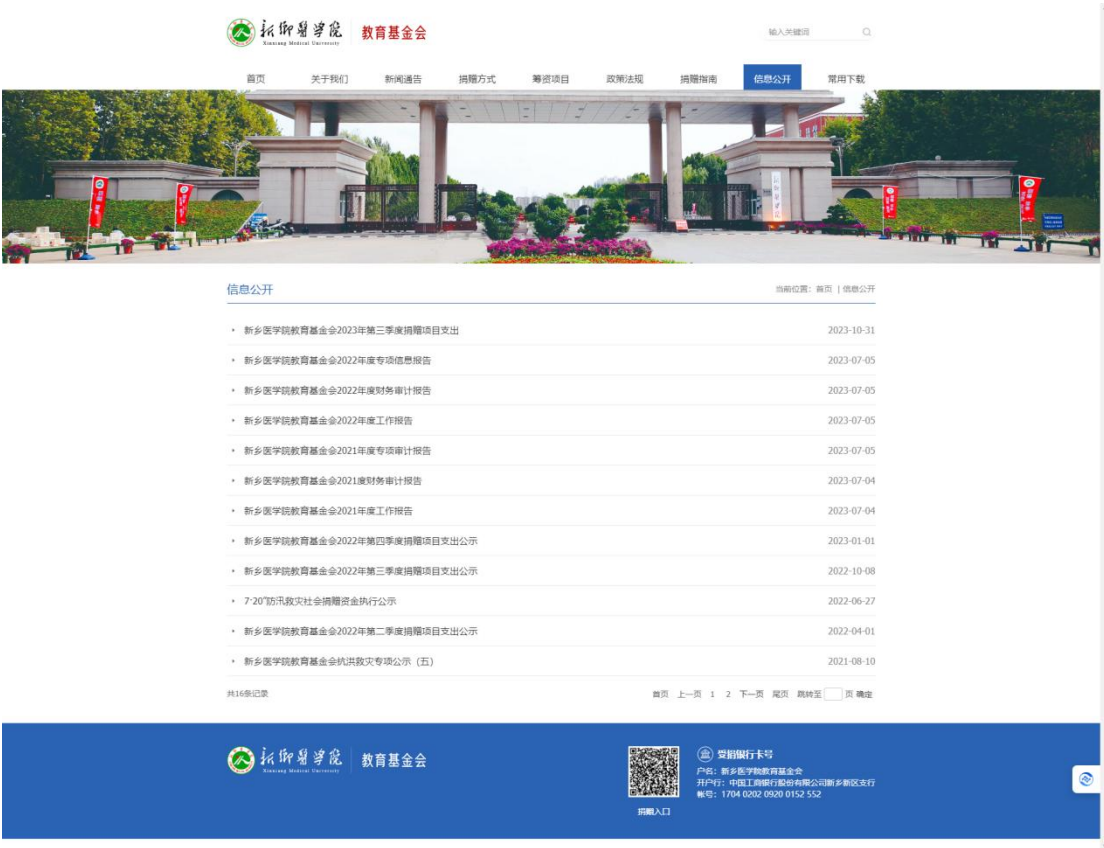 新鄉醫學院
Xinxiang Medical University
教育基金会
输入关键词
首页 关于我们 新闻通告 捐赠方式 筹资项目 政策法规 捐赠指南 信息公开 常用下载
信息公开
当前位置: 首页 | 信息公开
新乡医学院教育基金会2023年第三季度捐赠项目支出 2023-10-31
新乡医学院教育基金会2022年度专项信息报告 2023-07-05
新乡医学院教育基金会2022年度财务审计报告 2023-07-05
新乡医学院教育基金会2022年度工作报告 2023-07-05
新乡医学院教育基金会2021年度专项审计报告 2023-07-05
新乡医学院教育基金会2021度财务审计报告 2023-07-04
新乡医学院教育基金会2021年度工作报告 2023-07-04
新乡医学院教育基金会2022年第四季度捐赠项目支出公示 2023-01-01
新乡医学院教育基金会2022年第三季度捐赠项目支出公示 2022-10-08
7·20"防汛救灾社会捐赠资金执行公示 2022-06-27
新乡医学院教育基金会2022年第二季度捐赠项目支出公示 2022-04-01
新乡医学院教育基金会抗洪救灾专项公示（五） 2021-08-10
共16条记录
首页 上一页 1 2 下一页 尾页 跳转至 页 确定
新鄉醫學院
Xinxiang Medical University
教育基金会
捐赠入口
受捐银行卡号
户名: 新乡医学院教育基金会
开户行: 中国工商银行股份有限公司新乡新区支行
帐号: 1704 0202 0920 0152 552